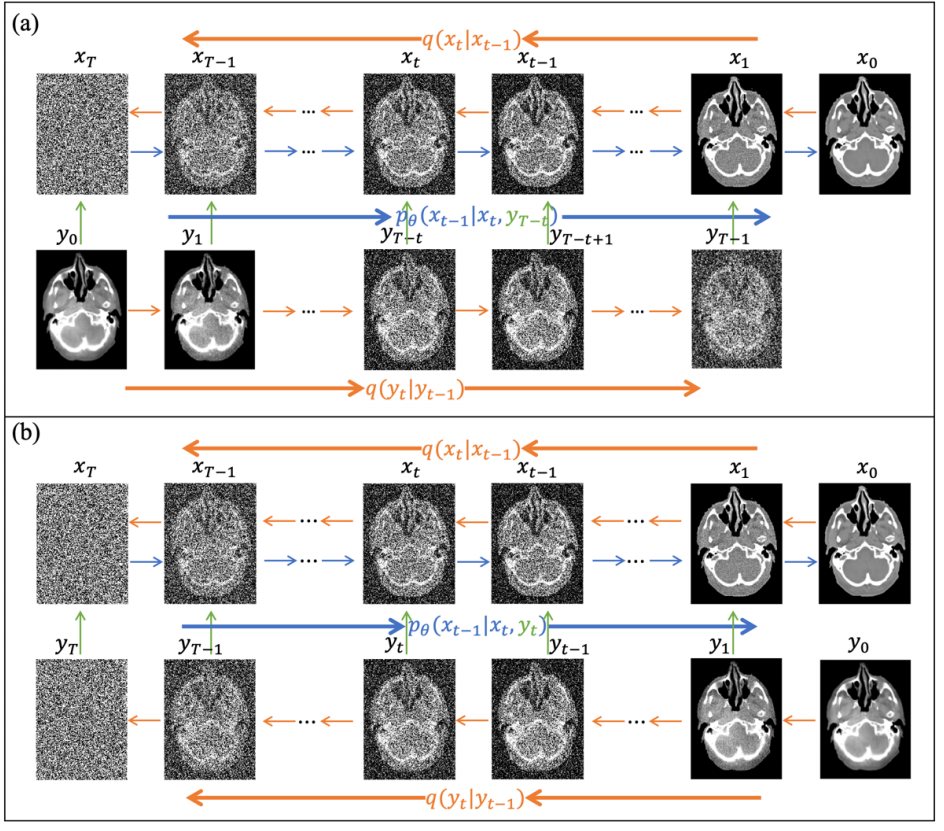 (a)
q(x_t|x_{t-1})
x_T x_{T-1} x_t x_{t-1} x_1 x_0
... ... ...
... ... ...
p_θ(x_{t-1}|x_t, y_{T-t})
y_0 y_1 y_{T-t} y_{T-t+1} y_{T-1}
... ...
q(y_t|y_{t-1})
(b)
q(x_t|x_{t-1})
x_T x_{T-1} x_t x_{t-1} x_1 x_0
... ...
... ...
p_θ(x_{t-1}|x_t, y_t)
y_T y_{T-1} y_t y_{t-1} y_1 y_0
... ...
q(y_t|y_{t-1})